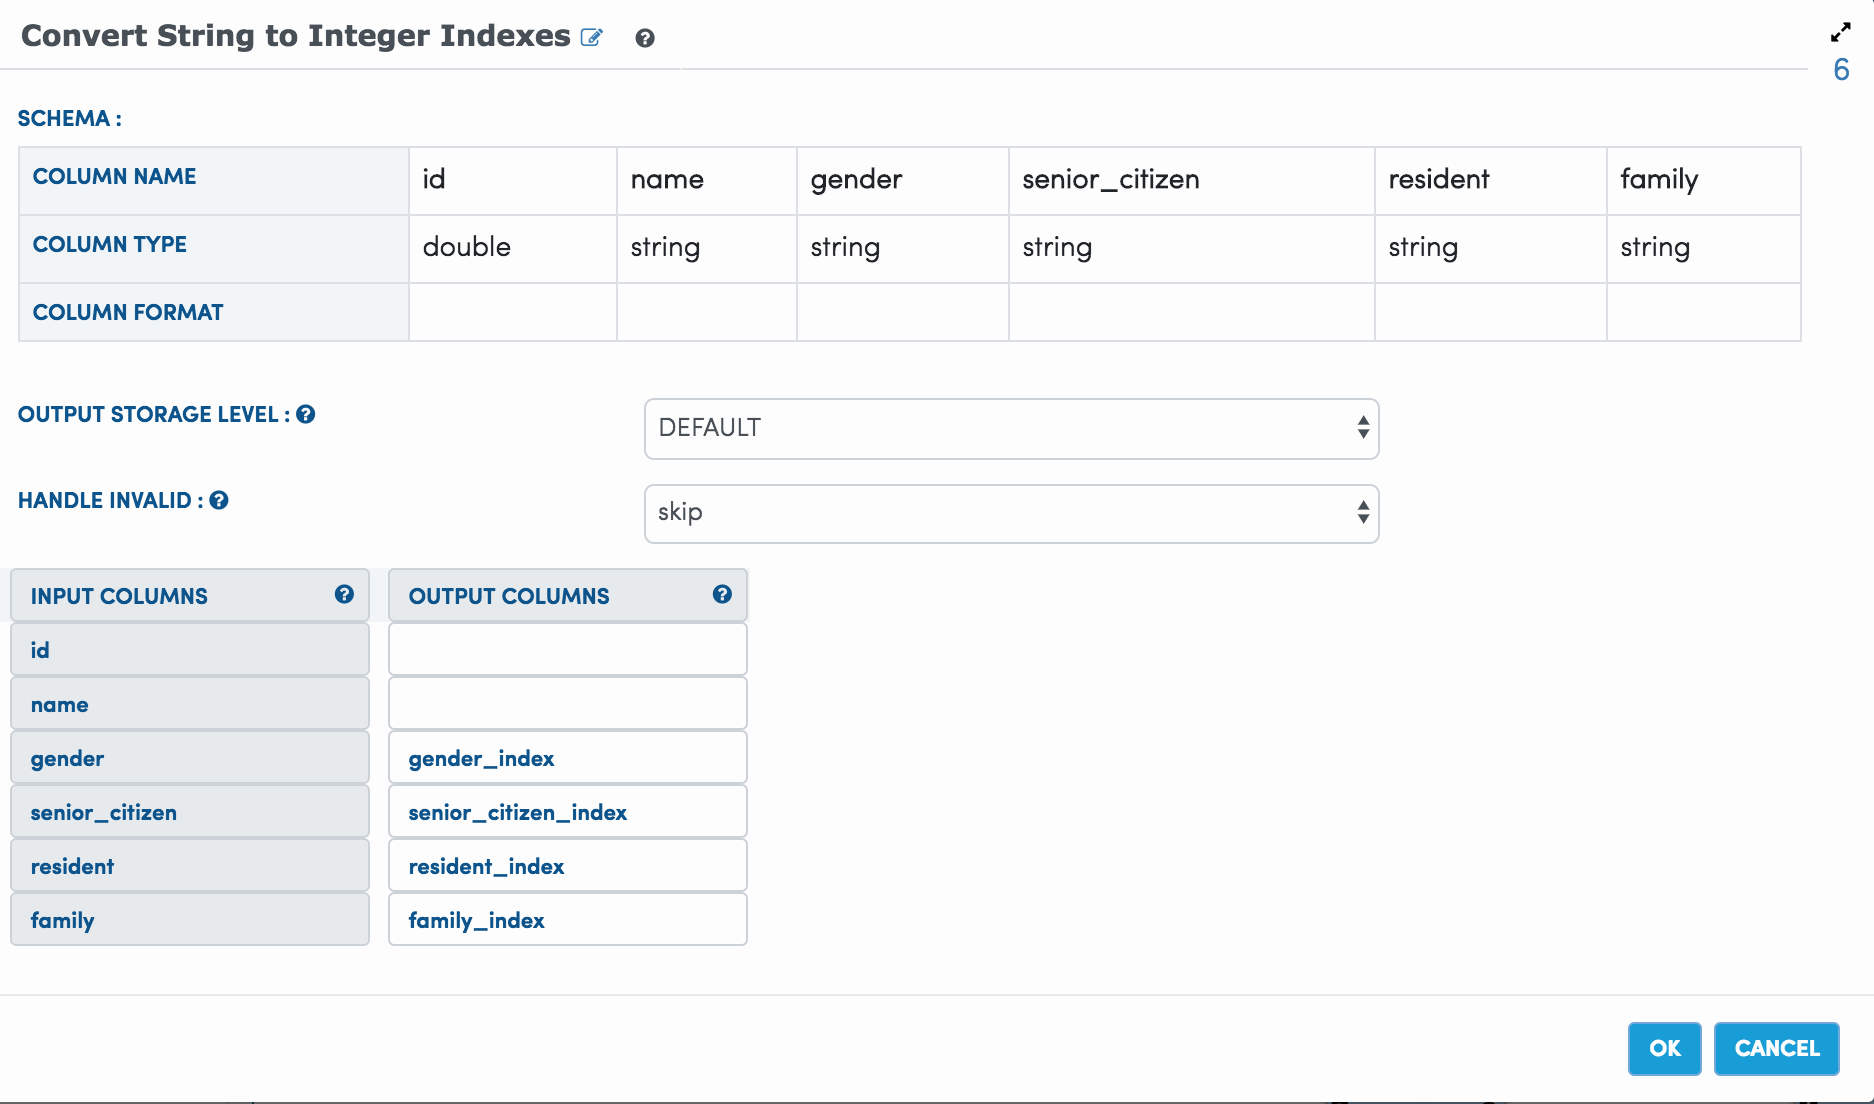 Convert String to Integer Indexes
6
SCHEMA :
COLUMN NAME id name gender senior_citizen resident family
COLUMN TYPE double string string string string string
COLUMN FORMAT
OUTPUT STORAGE LEVEL : DEFAULT
HANDLE INVALID : skip
INPUT COLUMNS OUTPUT COLUMNS
id
name
gender gender_index
senior_citizen senior_citizen_index
resident resident_index
family family_index
OK CANCEL